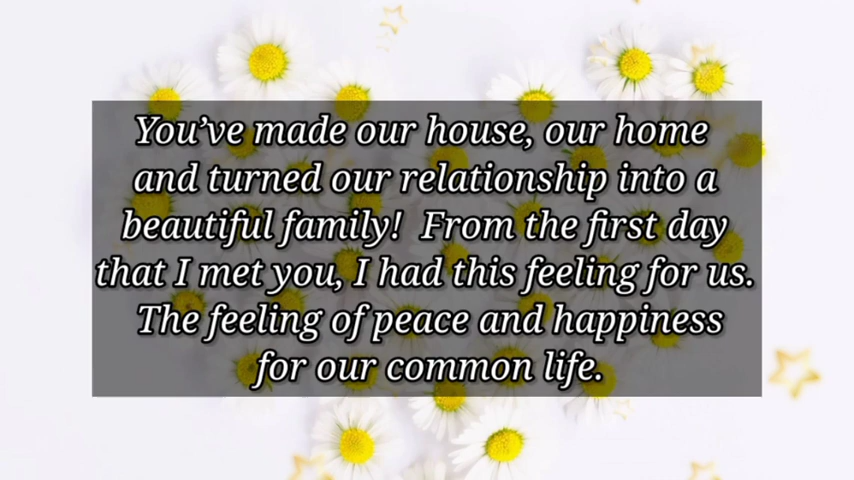 You’ve made our house, our home
and turned our relationship into a
beautiful family! From the first day
that I met you, I had this feeling for us.
The feeling of peace and happiness
for our common life.